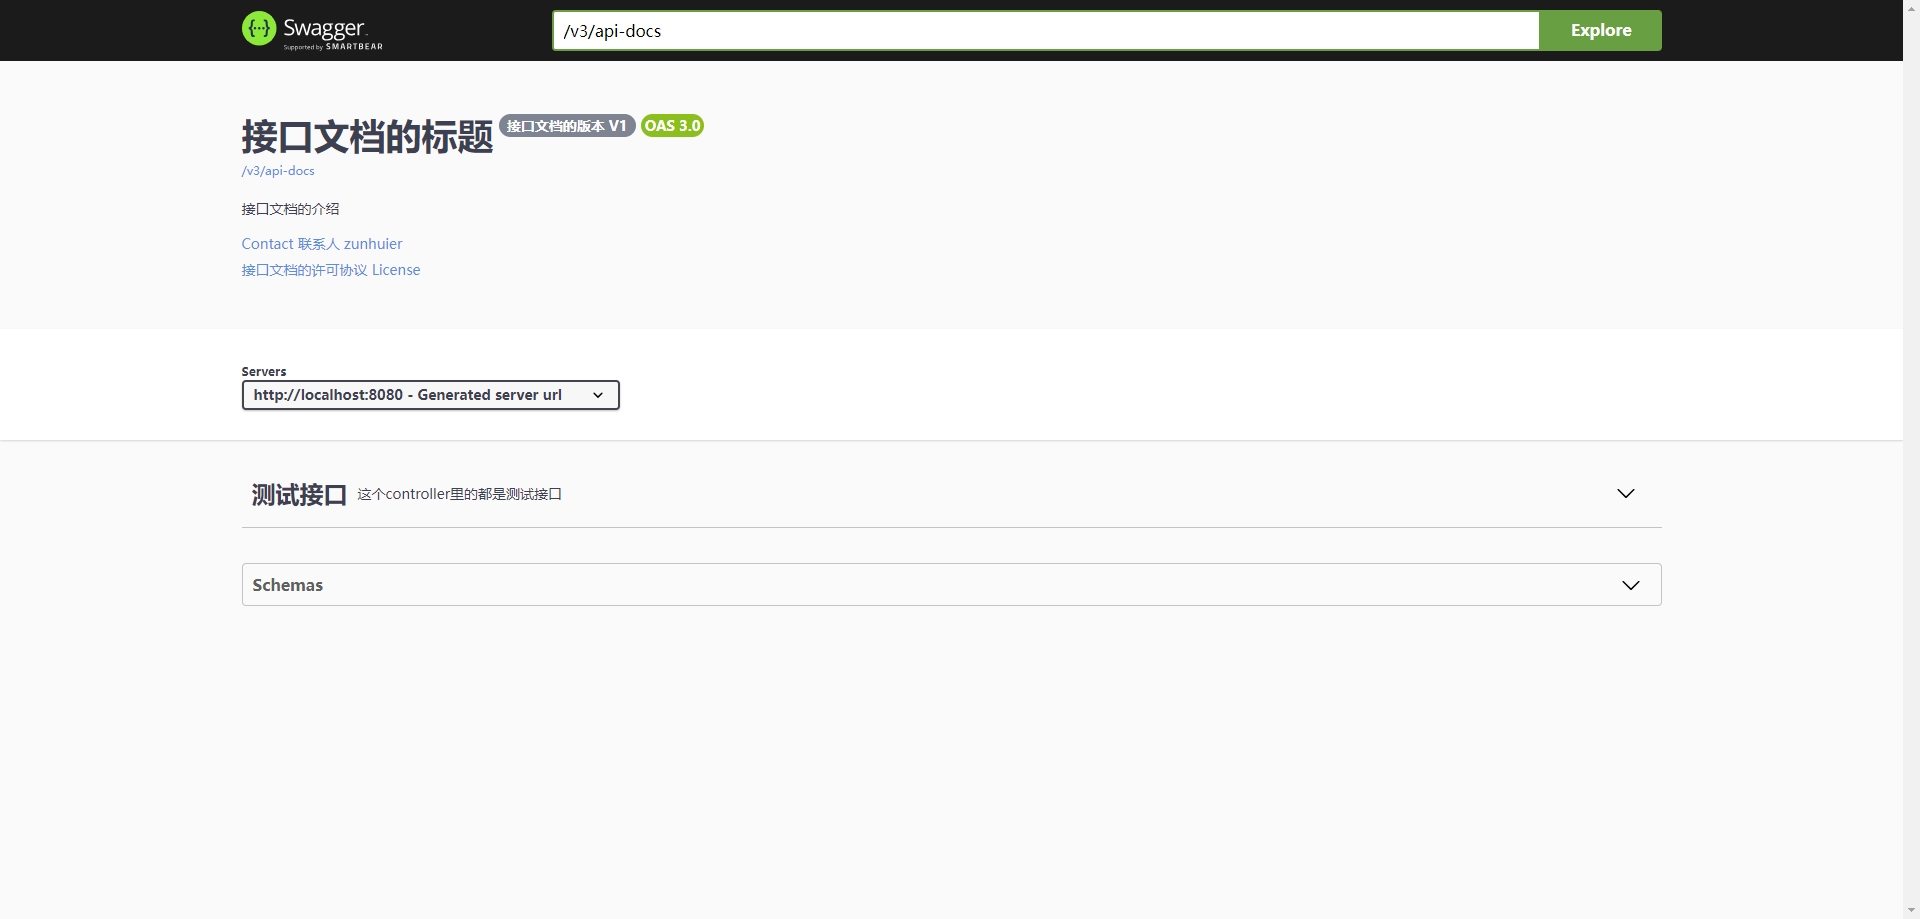 Swagger
Supported by SMARTBEAR
/v3/api-docs
Explore
接口文档的标题 接口文档的版本 V1 OAS 3.0
/v3/api-docs
接口文档的介绍
Contact 联系人 zunhuier
接口文档的许可协议 License
Servers
http://localhost:8080 - Generated server url
测试接口 这个controller里的都是测试接口
Schemas